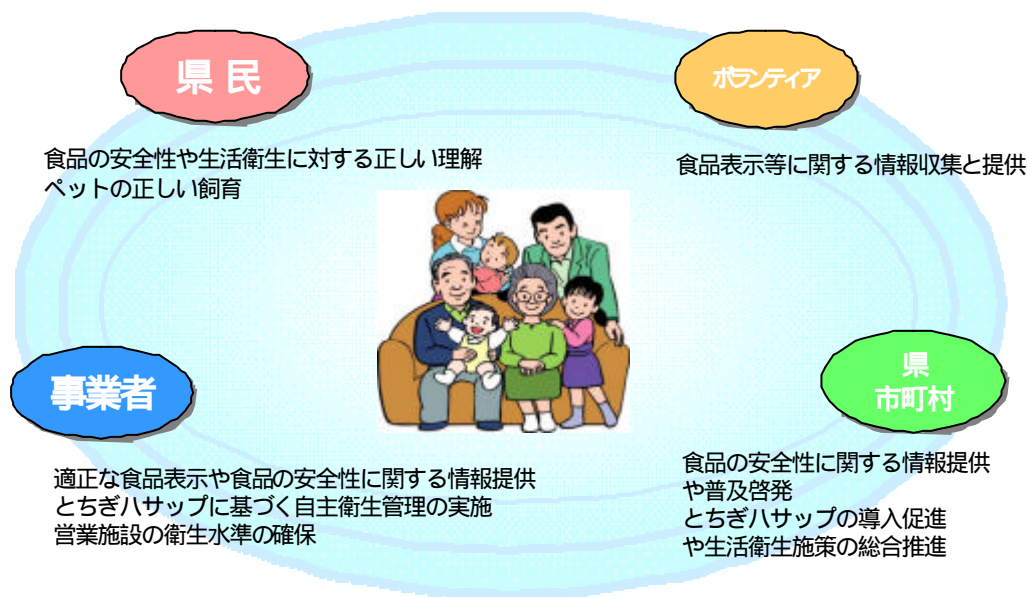 県 民
食品の安全性や生活衛生に対する正しい理解
ペットの正しい飼育
ボランティア
食品表示等に関する情報収集と提供
事業者
適正な食品表示や食品の安全性に関する情報提供
とちぎハサップに基づく自主衛生管理の実施
営業施設の衛生水準の確保
県
市町村
食品の安全性に関する情報提供
や普及啓発
とちぎハサップの導入促進
や生活衛生施策の総合推進